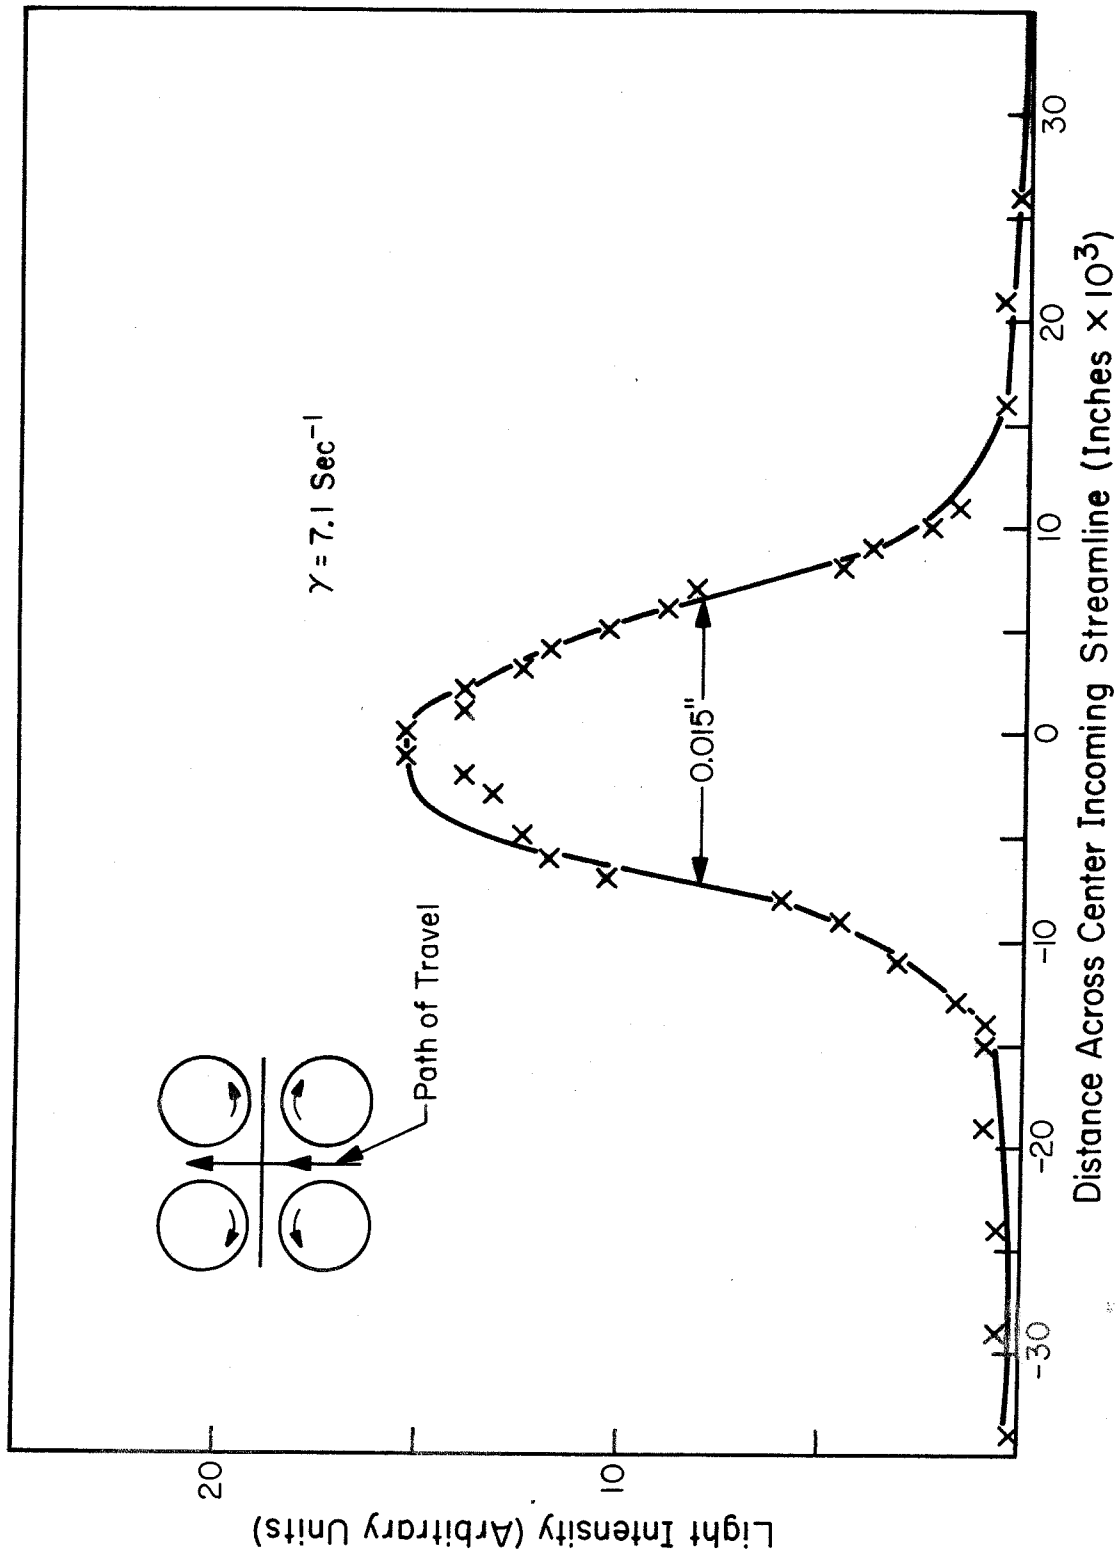 Light Intensity (Arbitrary Units)
20
10
γ = 7.1 Sec⁻¹
Path of Travel
0.015"
-30
-20
-10
0
10
20
30
Distance Across Center Incoming Streamline (Inches × 10³)